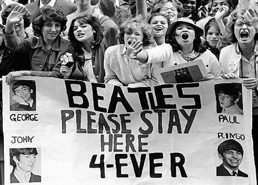 BEATLES
GEORGE
PLEASE STAY
PAUL
HERE
JOHN
RINGO
4-EVER